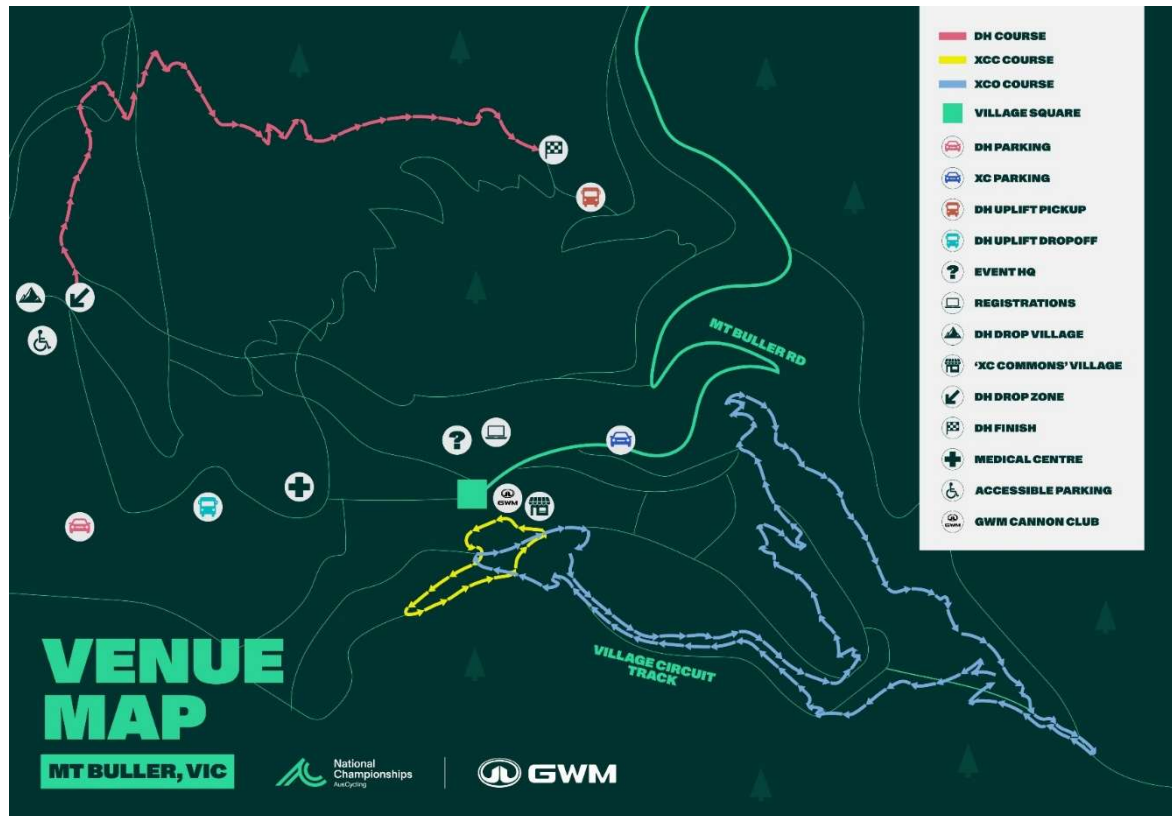 DH COURSE
XCC COURSE
XCO COURSE
VILLAGE SQUARE
DH PARKING
XC PARKING
DH UPLIFT PICKUP
DH UPLIFT DROPOFF
? EVENT HQ
REGISTRATIONS
DH DROP VILLAGE
'XC COMMONS' VILLAGE
DH DROP ZONE
DH FINISH
MEDICAL CENTRE
ACCESSIBLE PARKING
GWM GWM CANNON CLUB
MT BULLER RD
?
GWM
VILLAGE CIRCUIT
TRACK
VENUE
MAP
MT BULLER, VIC
National
Championships
AusCycling
GWM